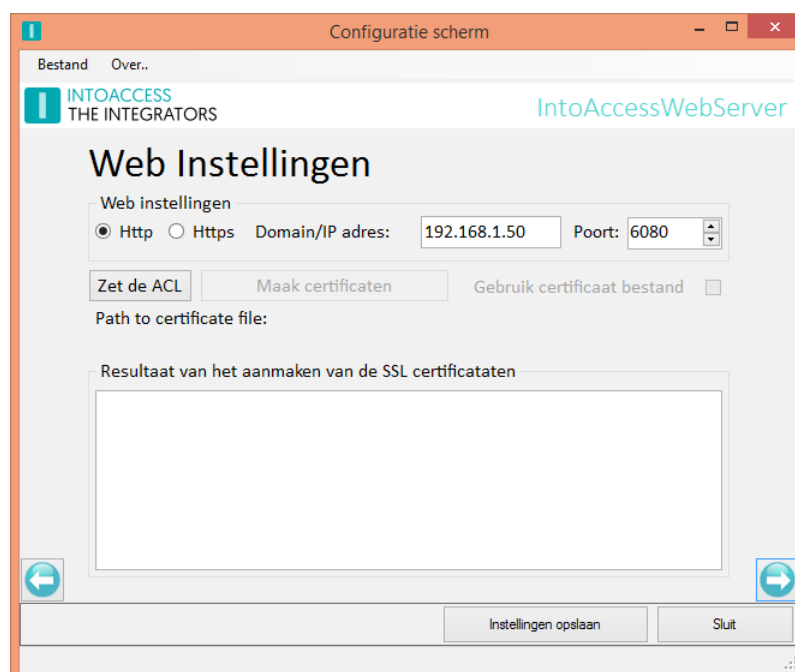 Configuratie scherm
Bestand Over..
INTOACCESS
THE INTEGRATORS
IntoAccessWebServer
Web Instellingen
Web instellingen
Http Https Domain/IP adres: 192.168.1.50 Poort: 6080
Zet de ACL Maak certificaten Gebruik certificaat bestand
Path to certificate file:
Resultaat van het aanmaken van de SSL certificataten
Instellingen opslaan Sluit